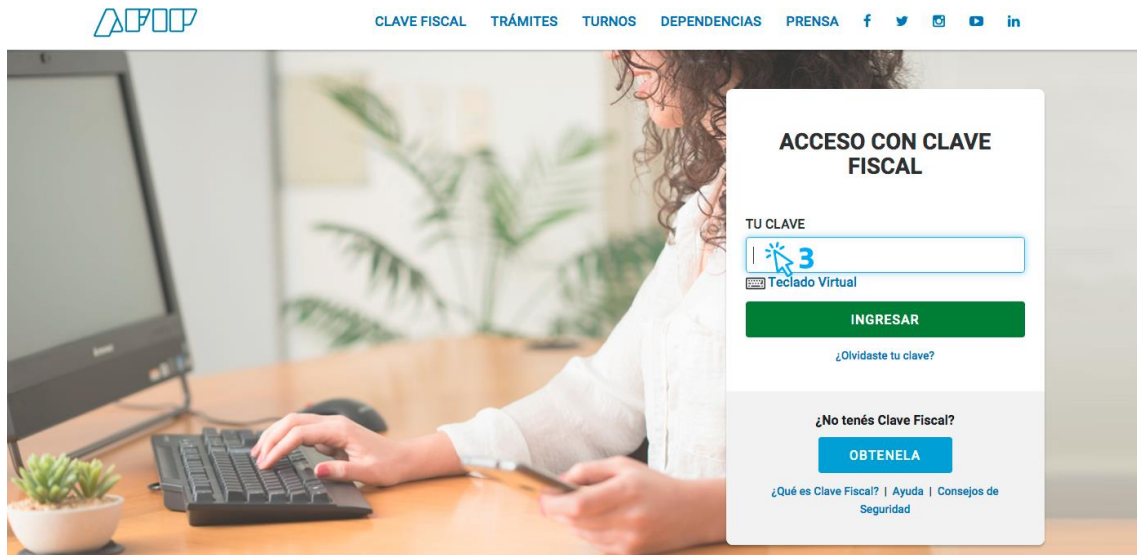 AFIP
CLAVE FISCAL TRÁMITES TURNOS DEPENDENCIAS PRENSA
ACCESO CON CLAVE
FISCAL
TU CLAVE
3
Teclado Virtual
INGRESAR
¿Olvidaste tu clave?
¿No tenés Clave Fiscal?
OBTENELA
¿Qué es Clave Fiscal? | Ayuda | Consejos de
Seguridad